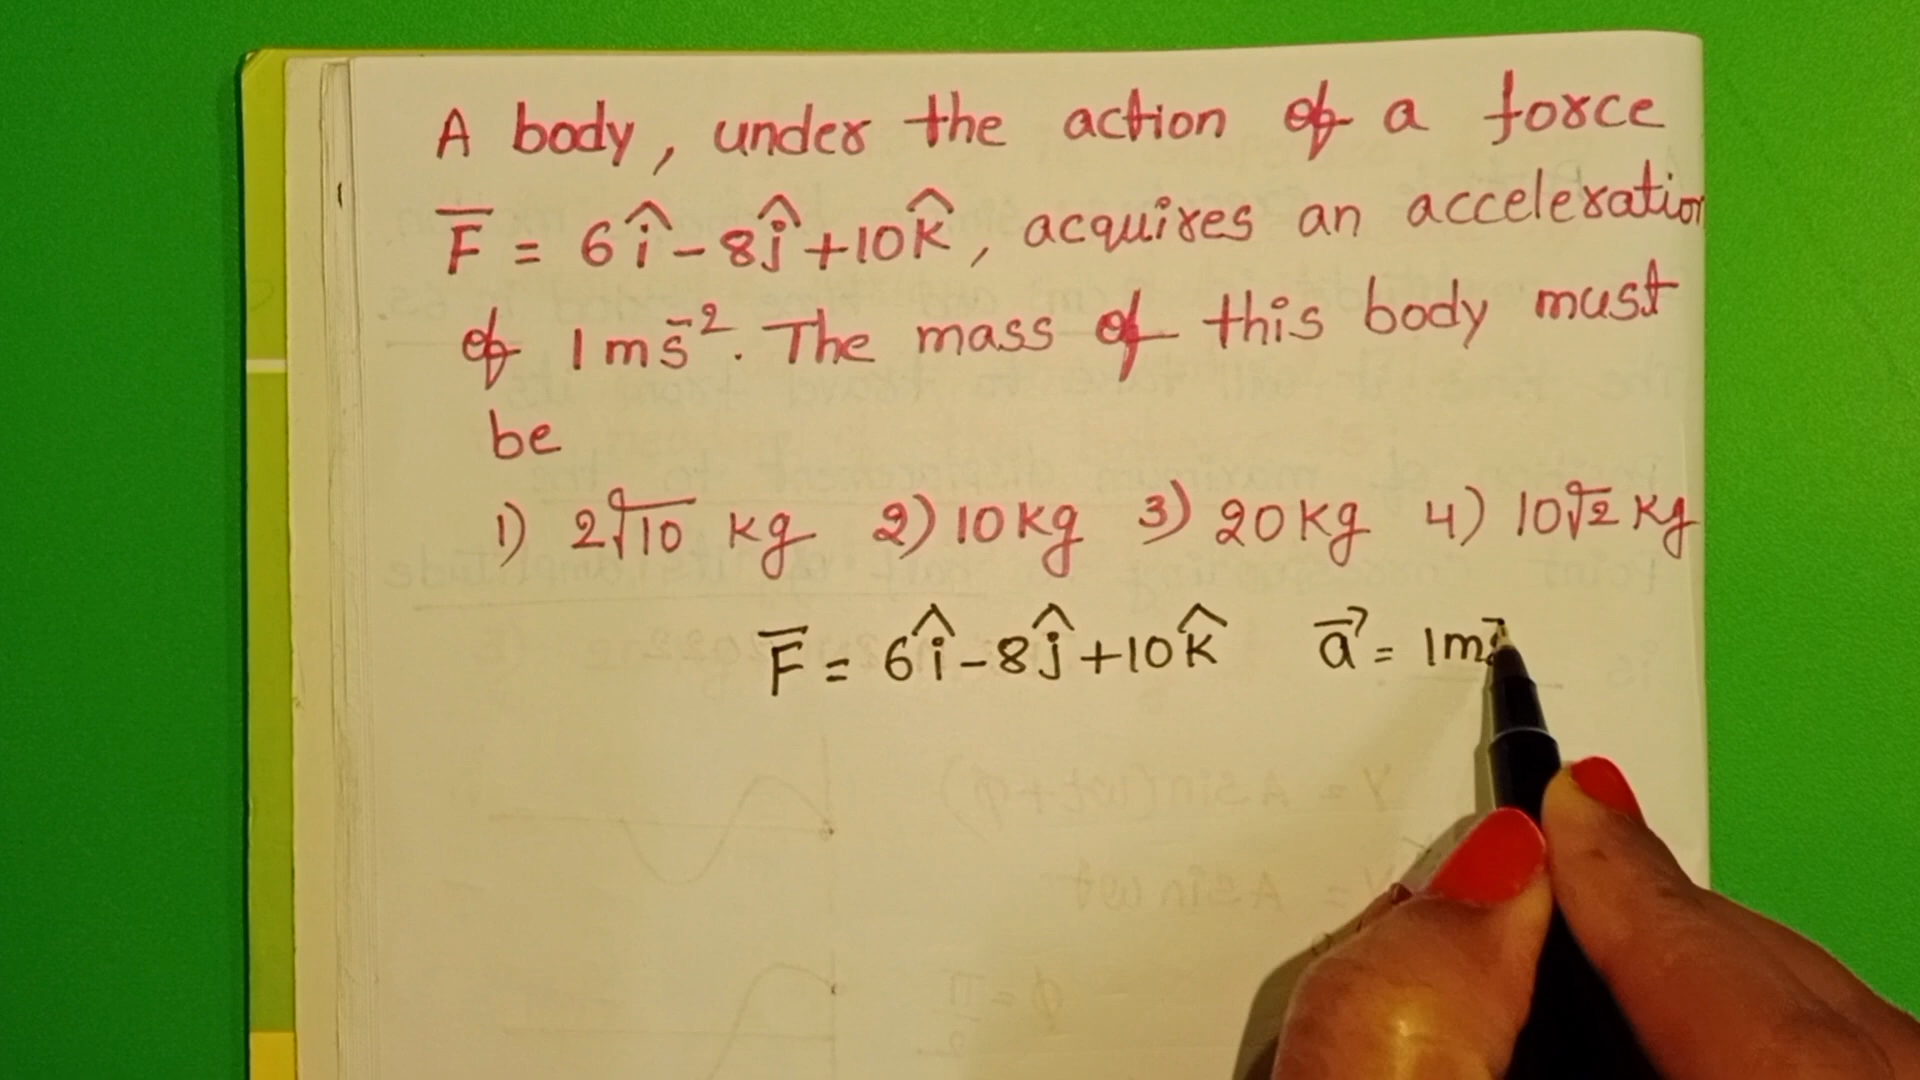 A body, under the action of a force
F̅ = 6î - 8ĵ + 10k̂, acquires an acceleration
of 1 ms⁻². The mass of this body must
be
1) 2√10 kg 2) 10 kg 3) 20 kg 4) 10√2 kg
F̅ = 6î - 8ĵ + 10k̂ a⃗ = 1m